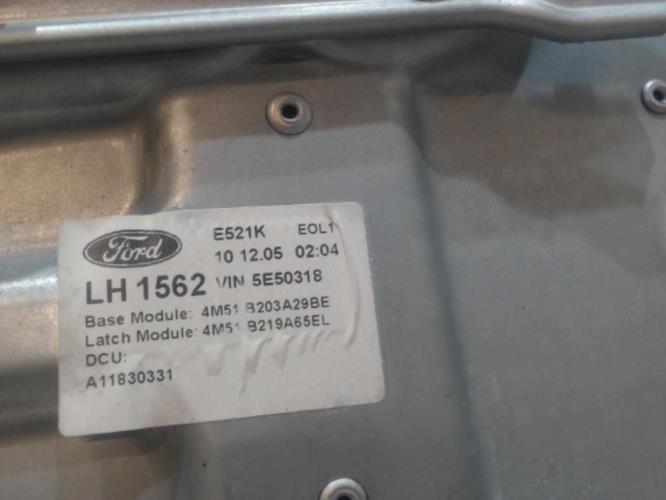 Ford
E521K EOL1
10 12.05 02:04
LH 1562 VIN 5E50318
Base Module: 4M51 B203A29BE
Latch Module: 4M51 B219A65EL
DCU:
A11830331